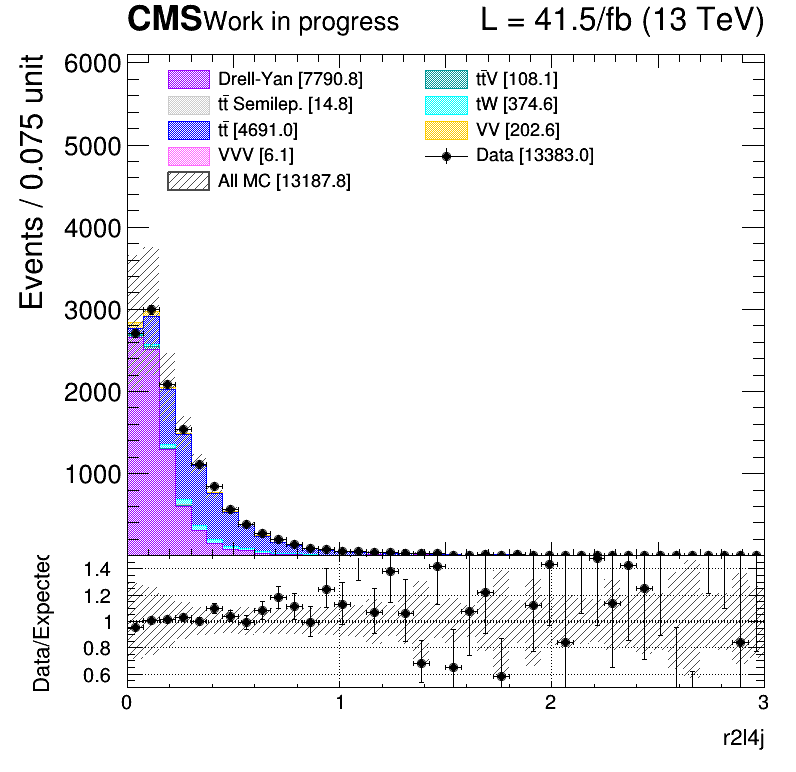 CMS Work in progress L = 41.5/fb (13 TeV)
Events / 0.075 unit
6000
5000
4000
3000
2000
1000
Drell-Yan [7790.8]
tt̄ Semilep. [14.8]
tt̄ [4691.0]
VVV [6.1]
All MC [13187.8]
tt̄V [108.1]
tW [374.6]
VV [202.6]
Data [13383.0]
Data/Expected
1.4
1.2
1
0.8
0.6
0 1 2 3
r2l4j